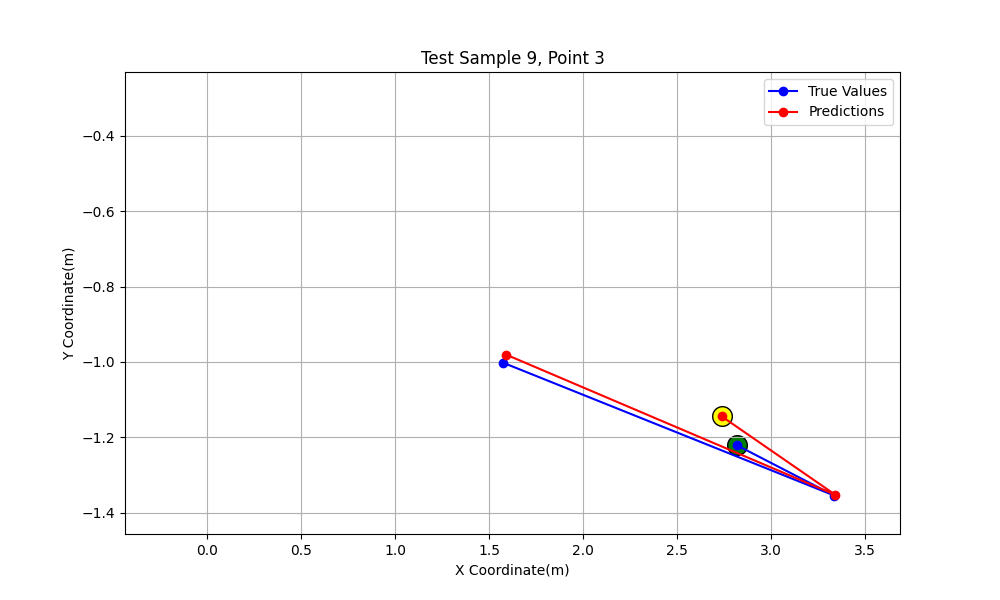 Test Sample 9, Point 3
True Values
Predictions
Y Coordinate(m)
−0.4
−0.6
−0.8
−1.0
−1.2
−1.4
0.0 0.5 1.0 1.5 2.0 2.5 3.0 3.5
X Coordinate(m)